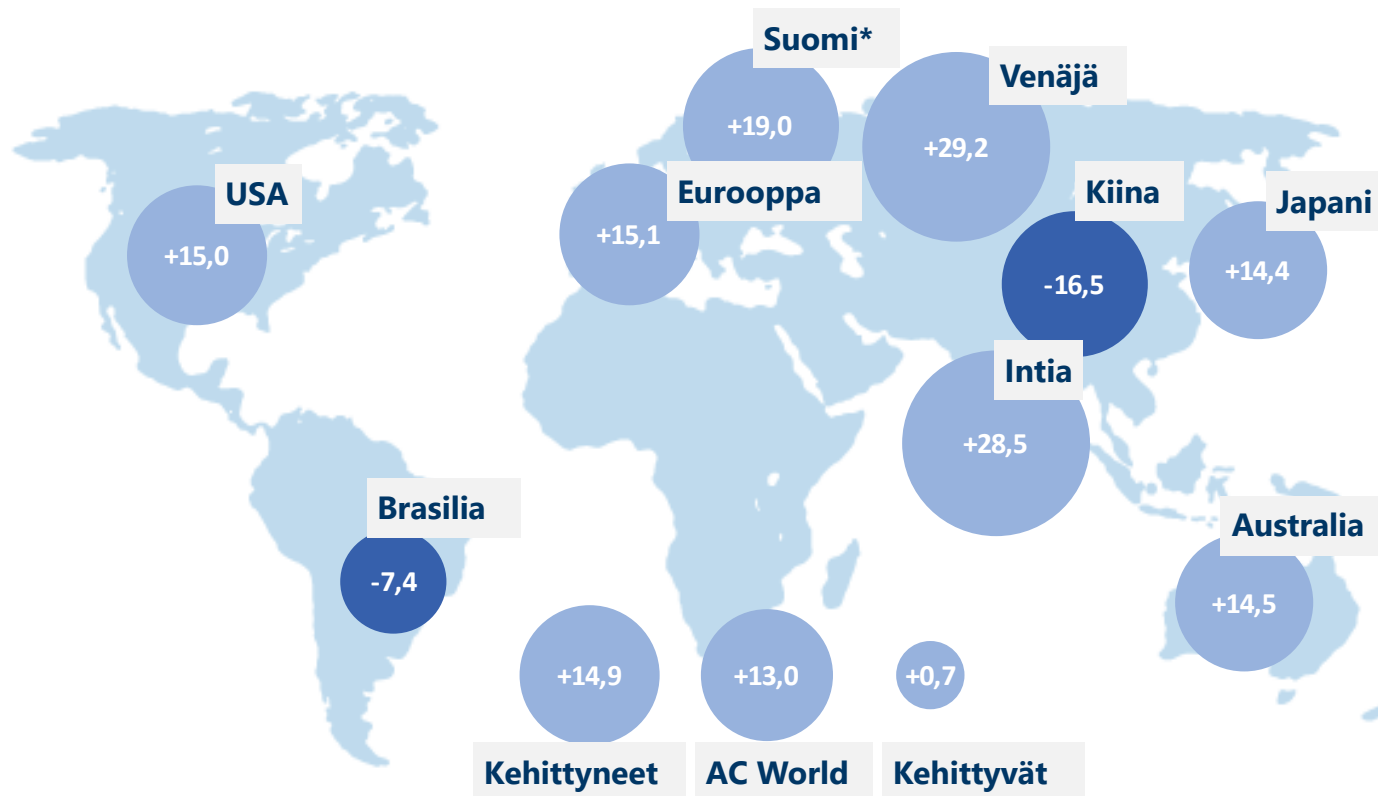 Suomi*
+19,0
Venäjä
+29,2
USA
+15,0
Eurooppa
+15,1
Kiina
-16,5
Japani
+14,4
Intia
+28,5
Brasilia
-7,4
Australia
+14,5
+14,9
Kehittyneet
+13,0
AC World
+0,7
Kehittyvät